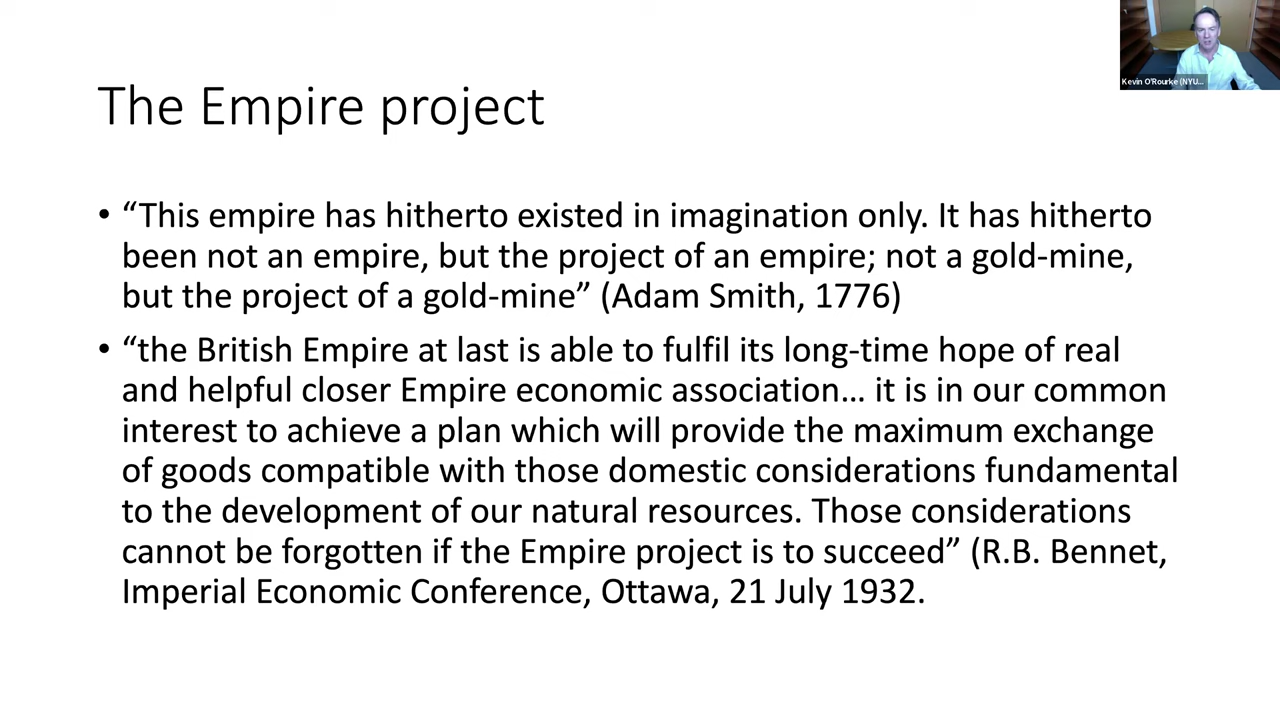 Kevin O'Rourke (NYU...
The Empire project
• “This empire has hitherto existed in imagination only. It has hitherto
been not an empire, but the project of an empire; not a gold-mine,
but the project of a gold-mine” (Adam Smith, 1776)
• “the British Empire at last is able to fulfil its long-time hope of real
and helpful closer Empire economic association… it is in our common
interest to achieve a plan which will provide the maximum exchange
of goods compatible with those domestic considerations fundamental
to the development of our natural resources. Those considerations
cannot be forgotten if the Empire project is to succeed” (R.B. Bennet,
Imperial Economic Conference, Ottawa, 21 July 1932.